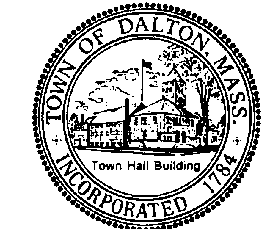 TOWN OF DALTON, MASS
Town Hall Building
INCORPORATED 1784